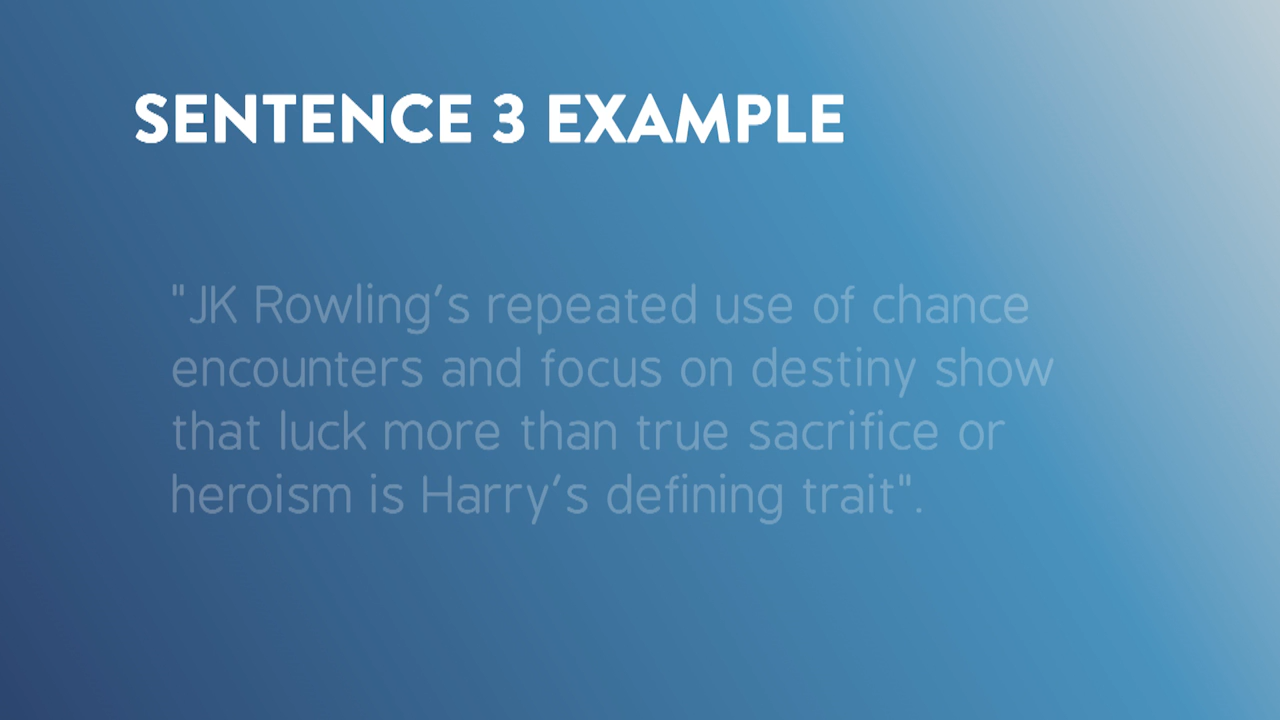 SENTENCE 3 EXAMPLE
"JK Rowling's repeated use of chance
encounters and focus on destiny show
that luck more than true sacrifice or
heroism is Harry's defining trait".